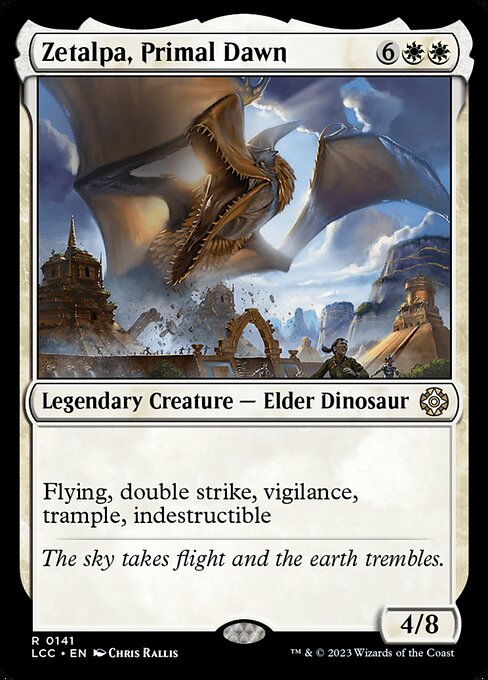 Zetalpa, Primal Dawn 6
Legendary Creature — Elder Dinosaur
Flying, double strike, vigilance,
trample, indestructible
The sky takes flight and the earth trembles.
4/8
R 0141
LCC • EN Chris Rallis
™ & © 2023 Wizards of the Coast